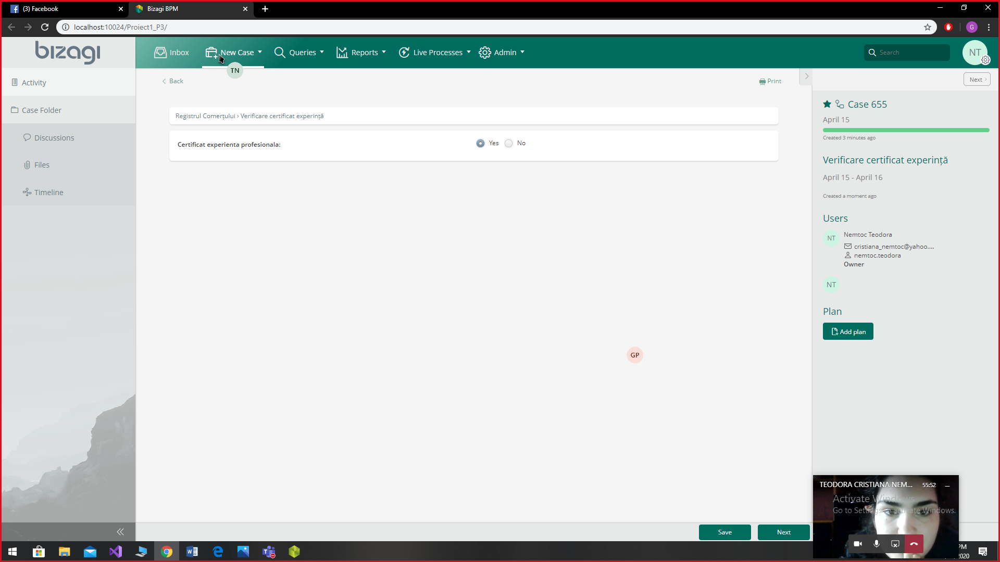 (3) Facebook
Bizagi BPM
localhost:10024/Proiect1_P3/
G
bizagi
Inbox
New Case
Queries
Reports
Live Processes
Admin
Search
NT
TN
Activity
Case Folder
Discussions
Files
Timeline
Back
Print
Next
Registrul Comerțului › Verificare certificat experință
Certificat experienta profesionala:
Yes
No
Case 655
April 15
Created 3 minutes ago
Verificare certificat experință
April 15 - April 16
Created a moment ago
Users
NT
Nemtoc Teodora
cristiana_nemtoc@yahoo....
nemtoc.teodora
Owner
NT
Plan
Add plan
GP
TEODORA CRISTIANA NEM...
55:52
Activate Windows
Go to Settings to activate Windows.
Save
Next
PM
2020